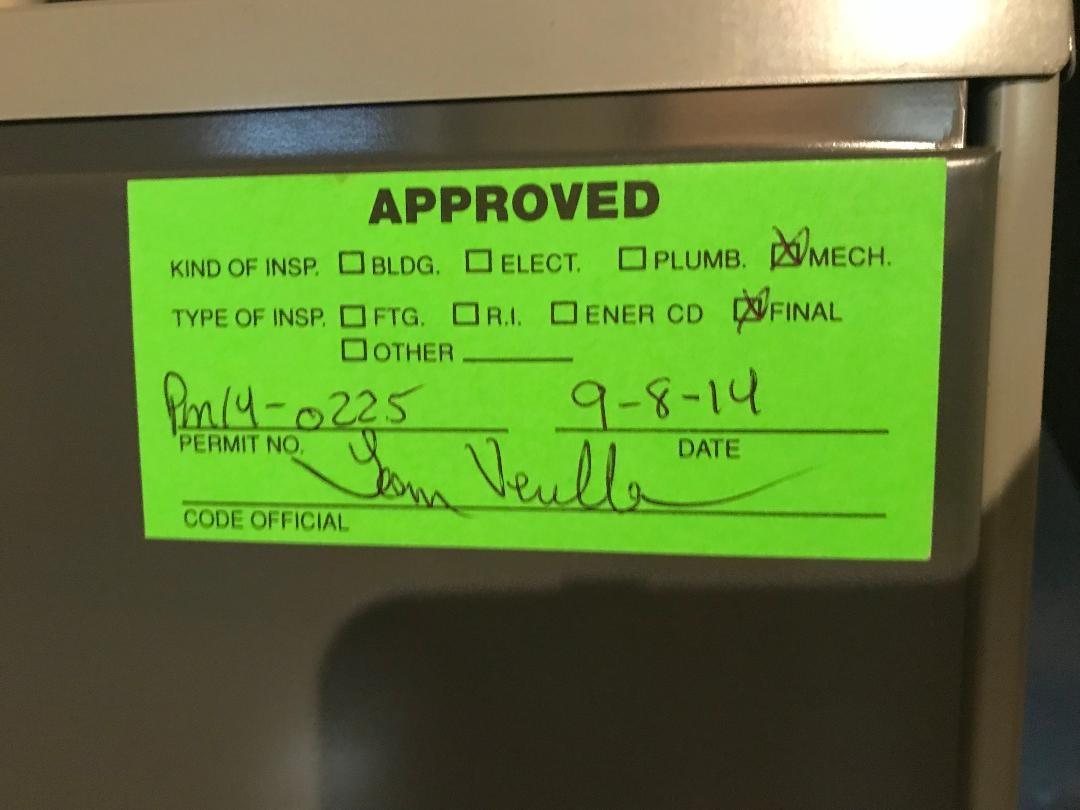 APPROVED
KIND OF INSP. ☐ BLDG. ☐ ELECT. ☐ PLUMB. ☒ MECH.
TYPE OF INSP. ☐ FTG. ☐ R.I. ☐ ENER CD ☒ FINAL
☐ OTHER
Pm14-0225 9-8-14
PERMIT NO. DATE
CODE OFFICIAL